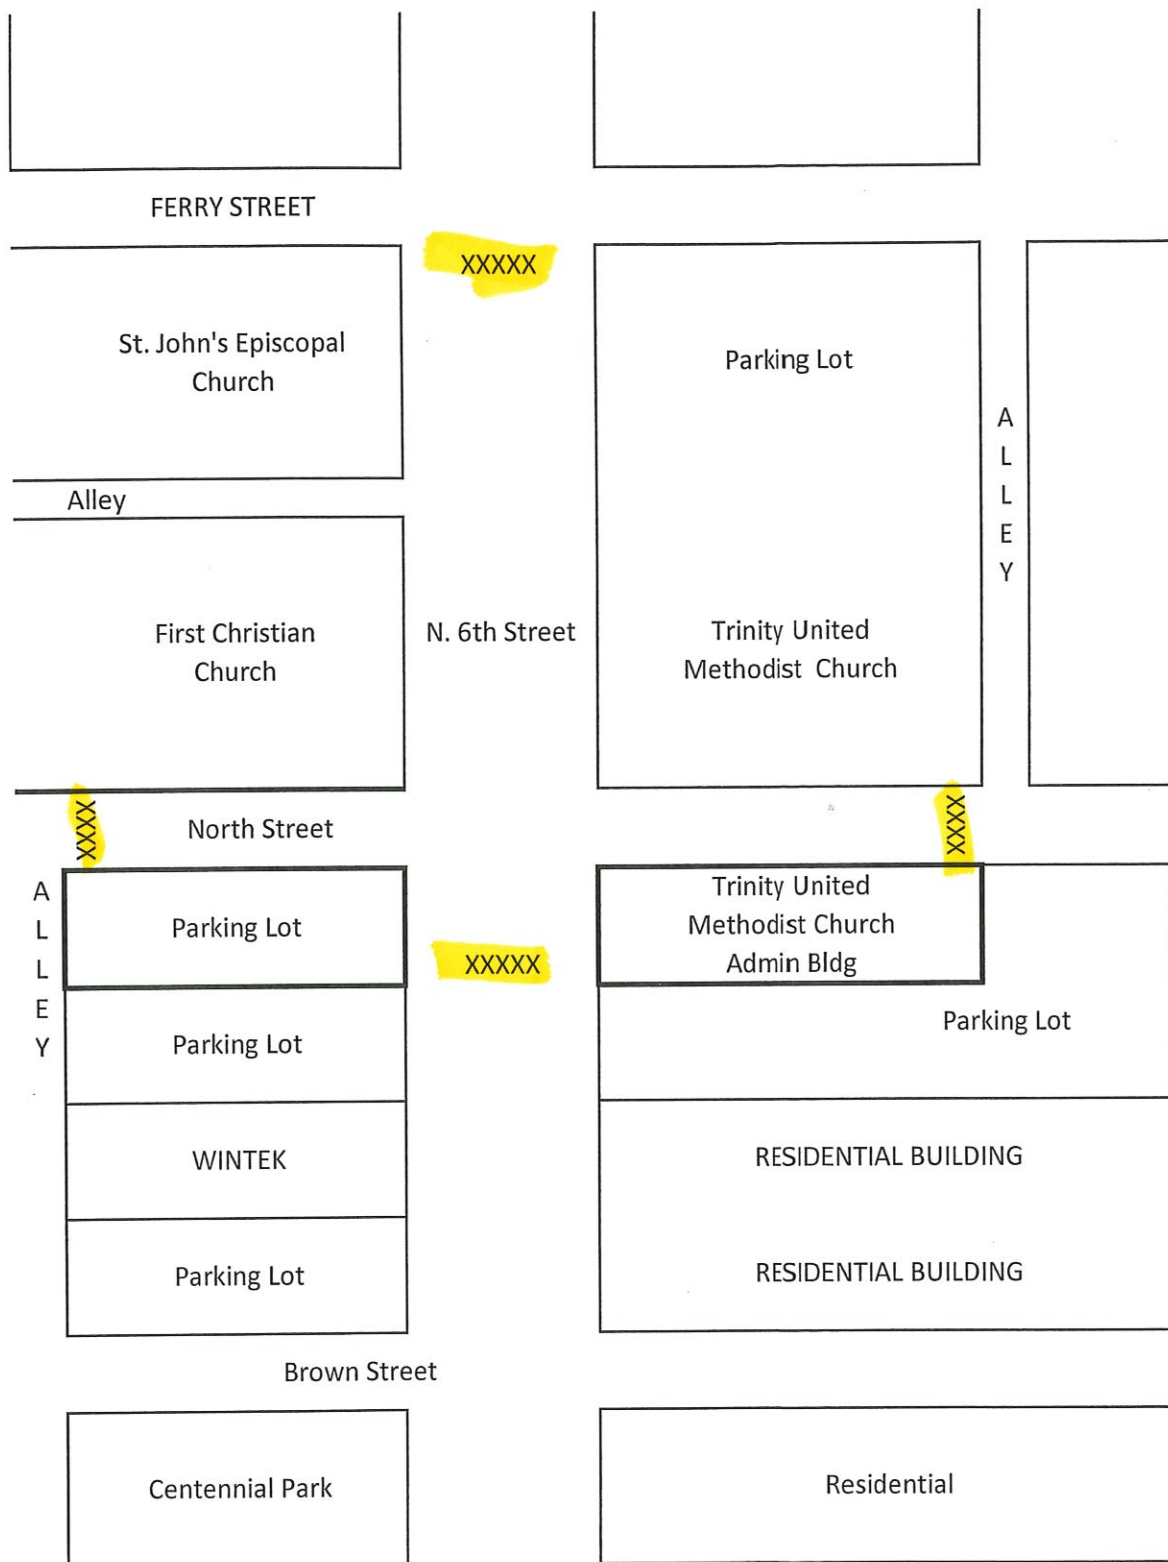 FERRY STREET
XXXXX
St. John's Episcopal
Church
Parking Lot
A
L
L
E
Y
Alley
First Christian
Church
N. 6th Street
Trinity United
Methodist Church
XXXX
North Street
XXXX
A
L
L
E
Y
Parking Lot
Trinity United
Methodist Church
Admin Bldg
XXXXX
Parking Lot
Parking Lot
WINTEK
RESIDENTIAL BUILDING
Parking Lot
RESIDENTIAL BUILDING
Brown Street
Centennial Park
Residential